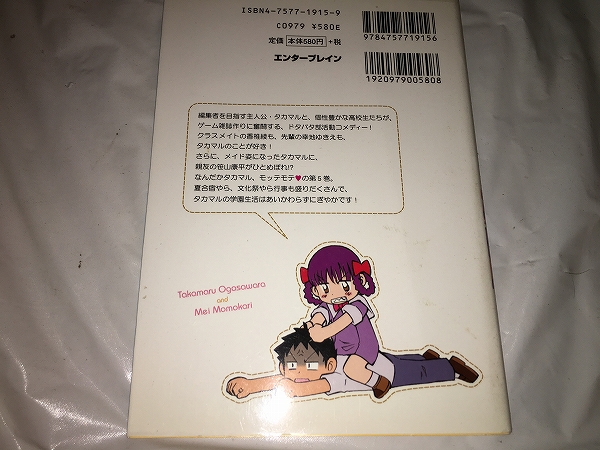 ISBN4-7577-1915-9
C0979 ¥580E
定価 本体580円 +税
エンターブレイン
9784757719156
1920979005808
編集者を目指す主人公・タカマルと、個性豊かな高校生たちが、
ゲーム雑誌作りに奮闘する、ドタバタ部活動コメディー！
クラスメイトの香椎綾も、先輩の幸池ゆきえも、
タカマルのことが好き！
さらに、メイド姿になったタカマルに、
親友の笹山康平がひとめぼれ!?
なんだかタカマル、モッテモテ♥の第５巻。
夏合宿やら、文化祭やら行事も盛りだくさんで、
タカマルの学園生活はあいかわらずにぎやかです！
Takamaru Ogasawara
and
Mei Momokari